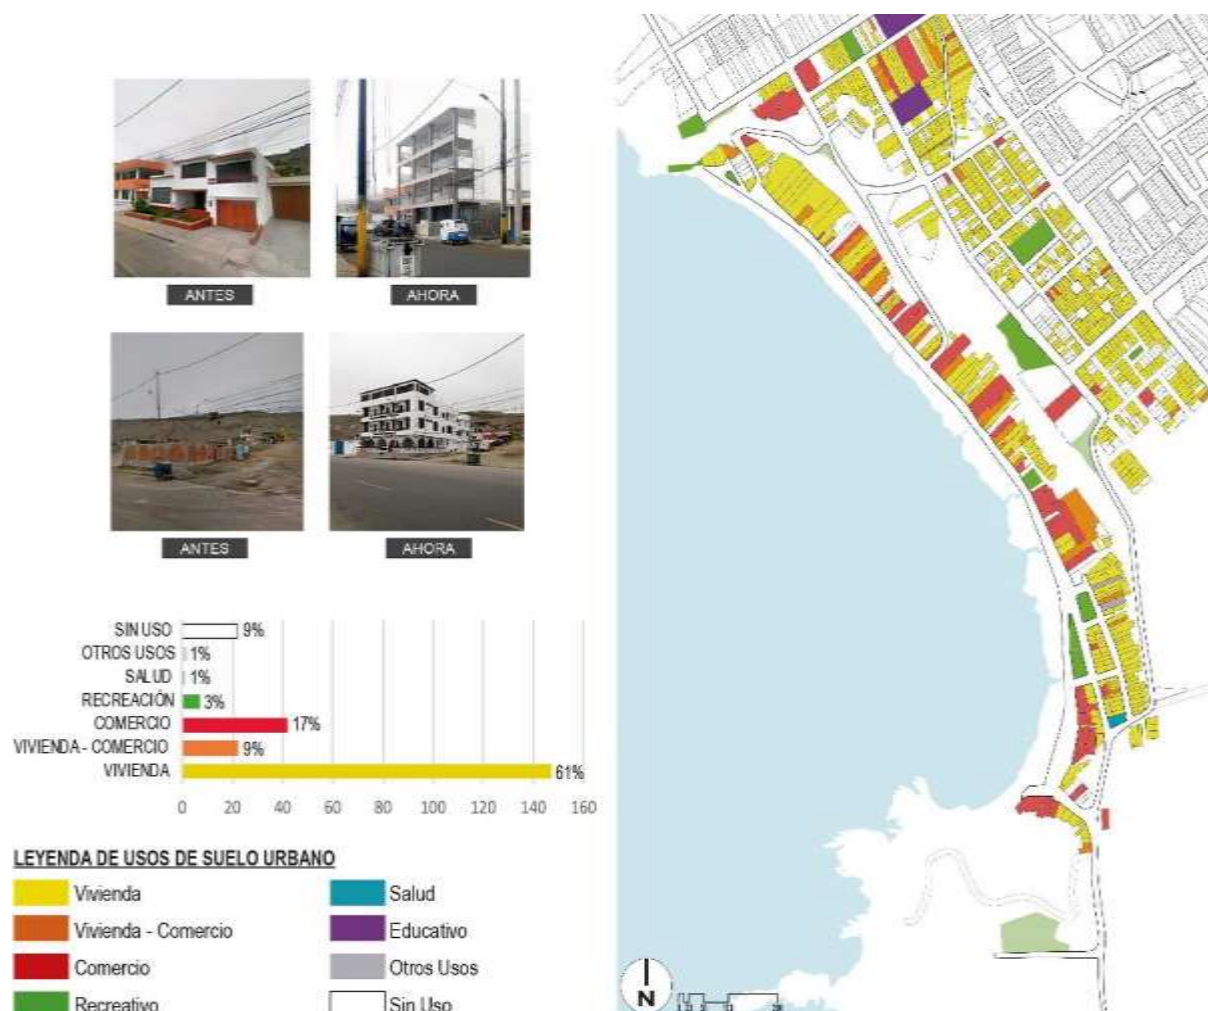 ANTES
AHORA
ANTES
AHORA
SIN USO 9%
OTROS USOS 1%
SALUD 1%
RECREACIÓN 3%
COMERCIO 17%
VIVIENDA - COMERCIO 9%
VIVIENDA 61%
0 20 40 60 80 100 120 140 160
LEYENDA DE USOS DE SUELO URBANO
Vivienda
Salud
Vivienda - Comercio
Educativo
Comercio
Otros Usos
Recreativo
Sin Uso
N